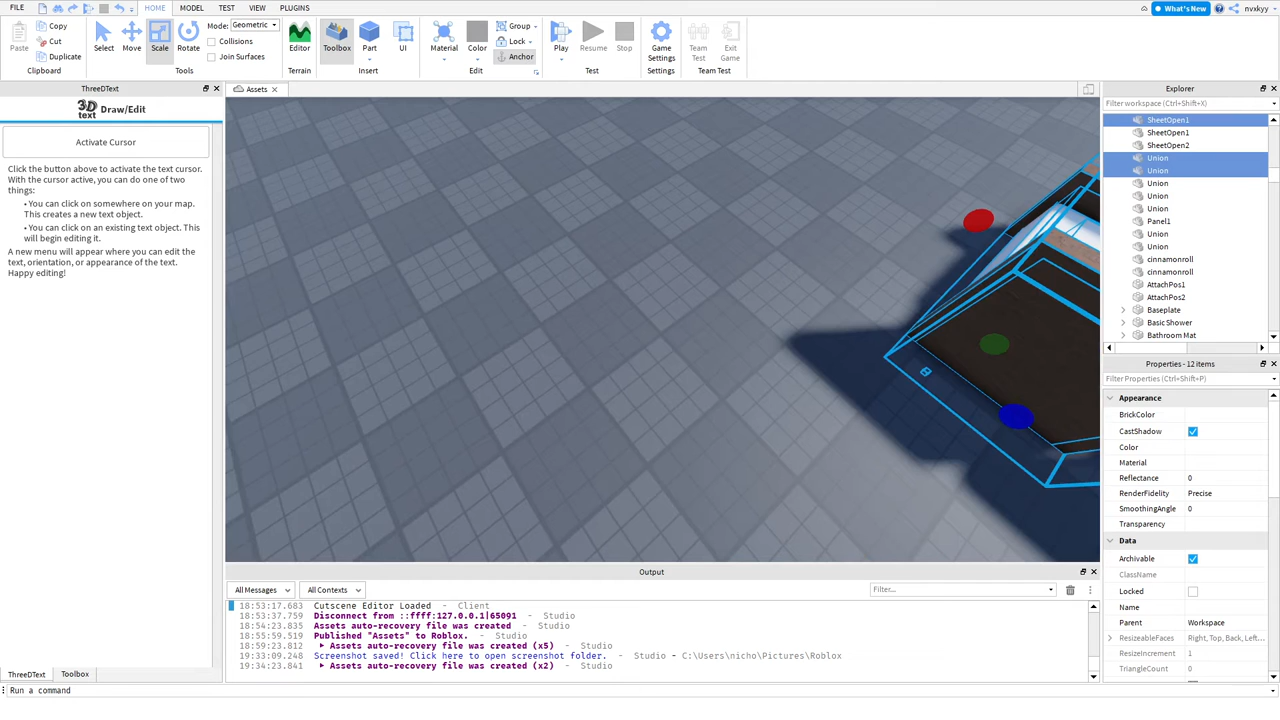 FILE HOME MODEL TEST VIEW PLUGINS What's New nvxkyy
Paste Copy Cut Duplicate Select Move Scale Rotate Mode: Geometric Collisions Join Surfaces Editor Toolbox Part UI Material Color Group Lock Anchor Play Resume Stop Game Settings Team Test Exit Game
Clipboard Tools Terrain Insert Edit Test Settings Team Test
ThreeDText
3D text Draw/Edit
Activate Cursor
Click the button above to activate the text cursor.
With the cursor active, you can do one of two
things:
• You can click on somewhere on your map.
This creates a new text object.
• You can click on an existing text object. This
will begin editing it.
A new menu will appear where you can edit the
text, orientation, or appearance of the text.
Happy editing!
ThreeDText Toolbox
Run a command
Assets
Output
All Messages All Contexts Filter...
18:53:17.683 Cutscene Editor Loaded - Client
18:53:37.759 Disconnect from ::ffff:127.0.0.1|65091 - Studio
18:54:23.835 Assets auto-recovery file was created - Studio
18:55:59.519 Published "Assets" to Roblox. - Studio
18:59:23.812 Assets auto-recovery file was created (x5) - Studio
19:33:09.248 Screenshot saved! Click here to open screenshot folder. - Studio - C:\Users\nicho\Pictures\Roblox
19:34:23.841 Assets auto-recovery file was created (x2) - Studio
Explorer
Filter workspace (Ctrl+Shift+X)
SheetOpen1
SheetOpen1
SheetOpen2
Union
Union
Union
Union
Union
Panel1
Union
Union
cinnamonroll
cinnamonroll
AttachPos1
AttachPos2
Baseplate
Basic Shower
Bathroom Mat
Properties - 12 items
Filter Properties (Ctrl+Shift+P)
Appearance
BrickColor
CastShadow
Color
Material
Reflectance 0
RenderFidelity Precise
SmoothingAngle 0
Transparency
Data
Archivable
ClassName
Locked
Name
Parent Workspace
ResizeableFaces Right, Top, Back, Left...
ResizeIncrement 1
TriangleCount 0